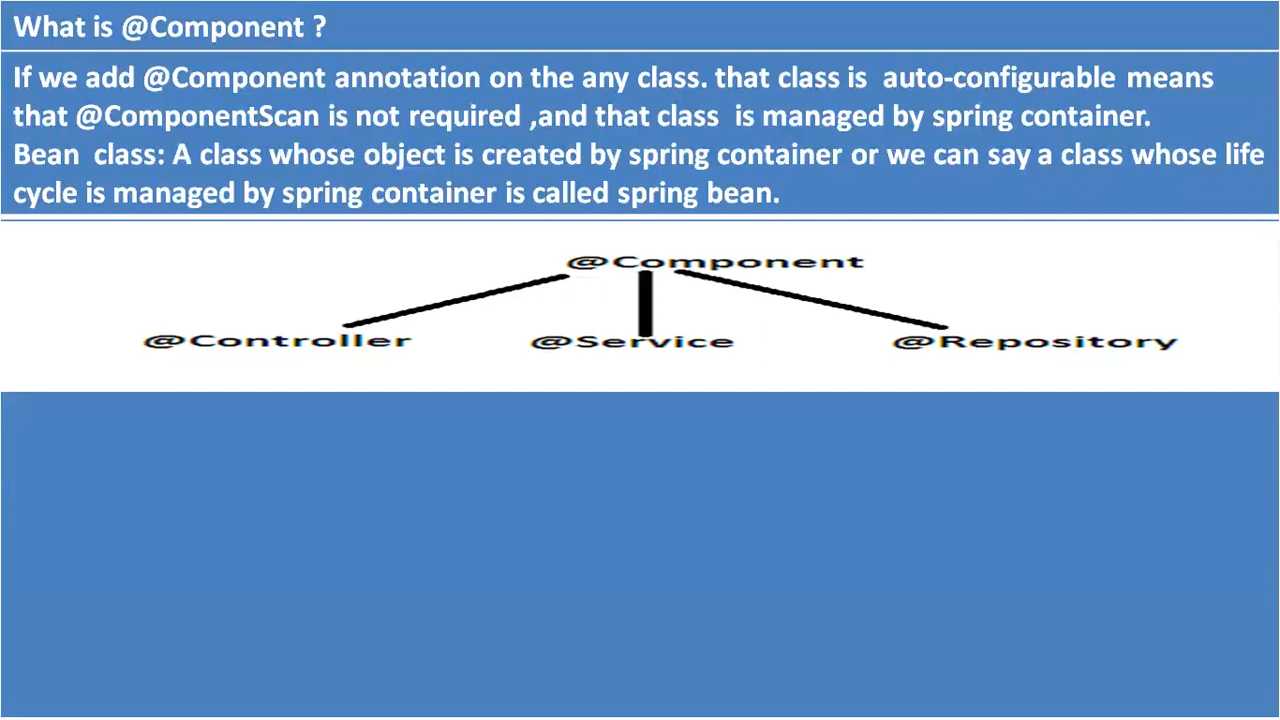 What is @Component ?
If we add @Component annotation on the any class. that class is auto-configurable means
that @ComponentScan is not required ,and that class is managed by spring container.
Bean class: A class whose object is created by spring container or we can say a class whose life
cycle is managed by spring container is called spring bean.
@Component
@Controller @Service @Repository